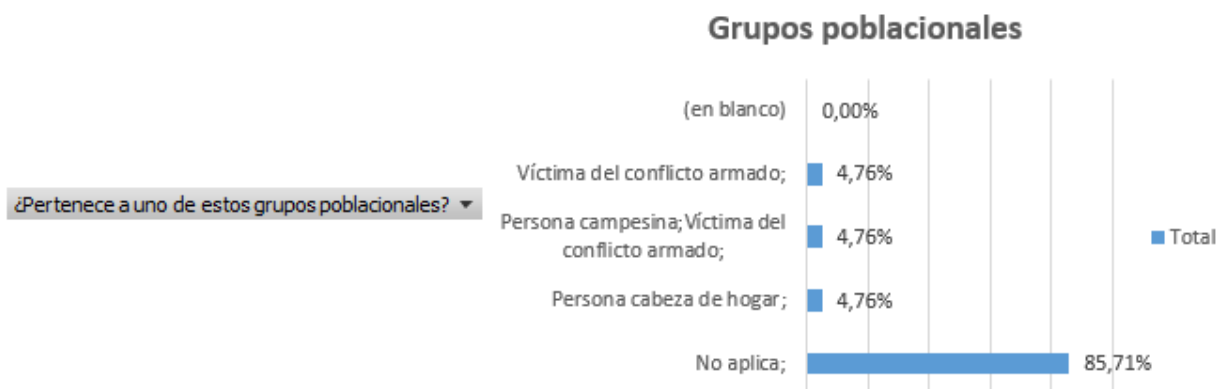 Grupos poblacionales
(en blanco)
0,00%
Víctima del conflicto armado;
4,76%
¿Pertenece a uno de estos grupos poblacionales?
Persona campesina;Víctima del
conflicto armado;
4,76%
Total
Persona cabeza de hogar;
4,76%
No aplica;
85,71%